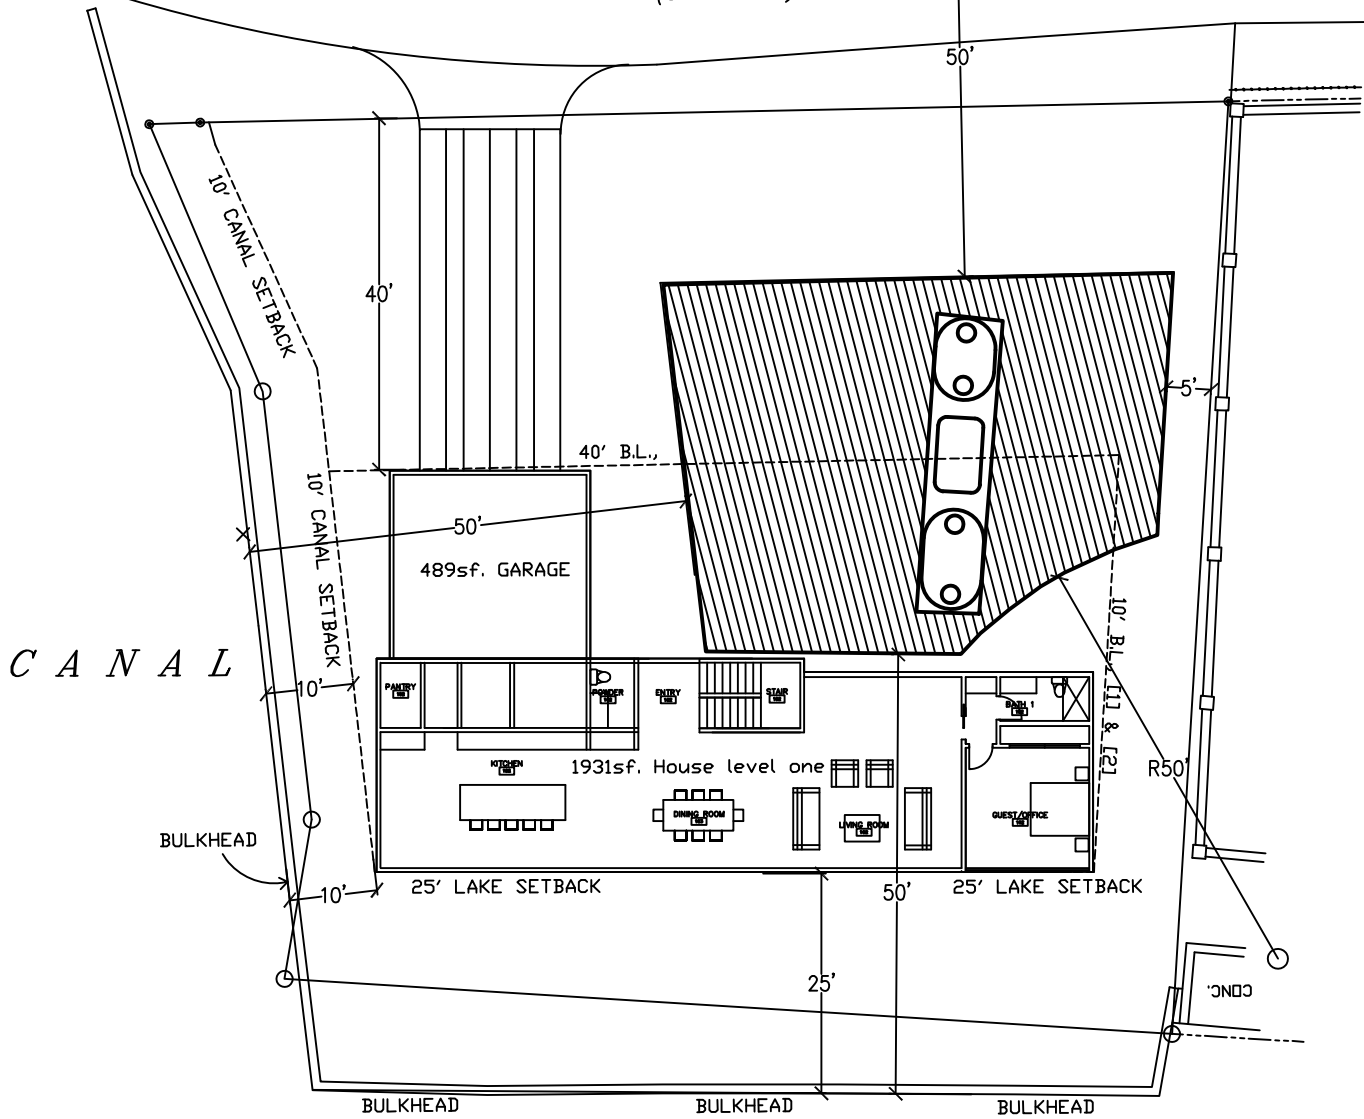 50'
10' CANAL SETBACK
40'
5'
40' B.L.,
10' CANAL SETBACK
50'
489sf. GARAGE
10' B.L. [1] & [2]
C A N A L
10'
PANTRY
POWDER
ENTRY
STAIR
BATH 1
KITCHEN
1931sf. House level one
R50'
DINING ROOM
LIVING ROOM
GUEST/OFFICE
BULKHEAD
10'
25' LAKE SETBACK
50'
25' LAKE SETBACK
25'
CONC.
BULKHEAD
BULKHEAD
BULKHEAD